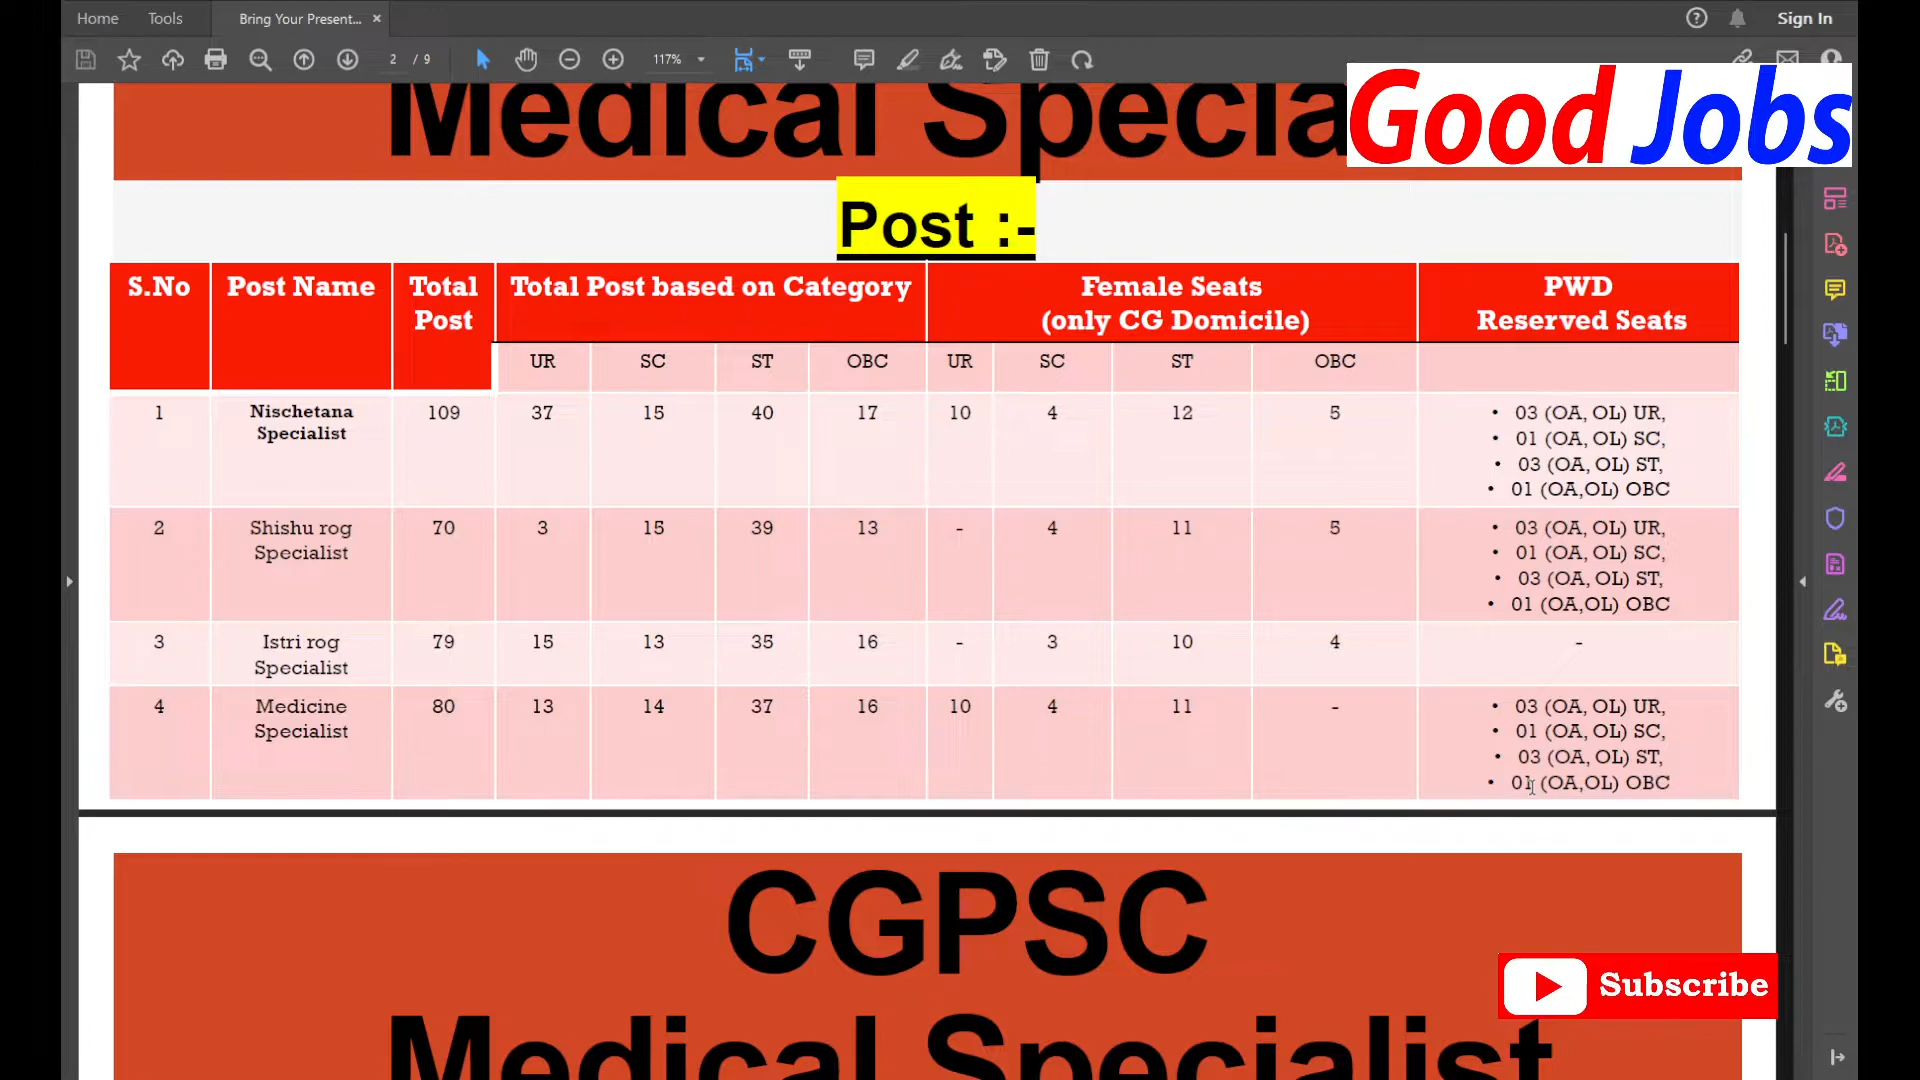 Home Tools Bring Your Present... × Sign In
2 / 9 117%
Medical Specia
Good Jobs
Post :-
S.No Post Name Total Post Total Post based on Category Female Seats (only CG Domicile) PWD Reserved Seats
UR SC ST OBC UR SC ST OBC
1 Nischetana Specialist 109 37 15 40 17 10 4 12 5
• 03 (OA, OL) UR,
• 01 (OA, OL) SC,
• 03 (OA, OL) ST,
• 01 (OA,OL) OBC
2 Shishu rog Specialist 70 3 15 39 13 - 4 11 5
• 03 (OA, OL) UR,
• 01 (OA, OL) SC,
• 03 (OA, OL) ST,
• 01 (OA,OL) OBC
3 Istri rog Specialist 79 15 13 35 16 - 3 10 4 -
4 Medicine Specialist 80 13 14 37 16 10 4 11 -
• 03 (OA, OL) UR,
• 01 (OA, OL) SC,
• 03 (OA, OL) ST,
• 01 (OA,OL) OBC
CGPSC
Medical Specialist
Subscribe